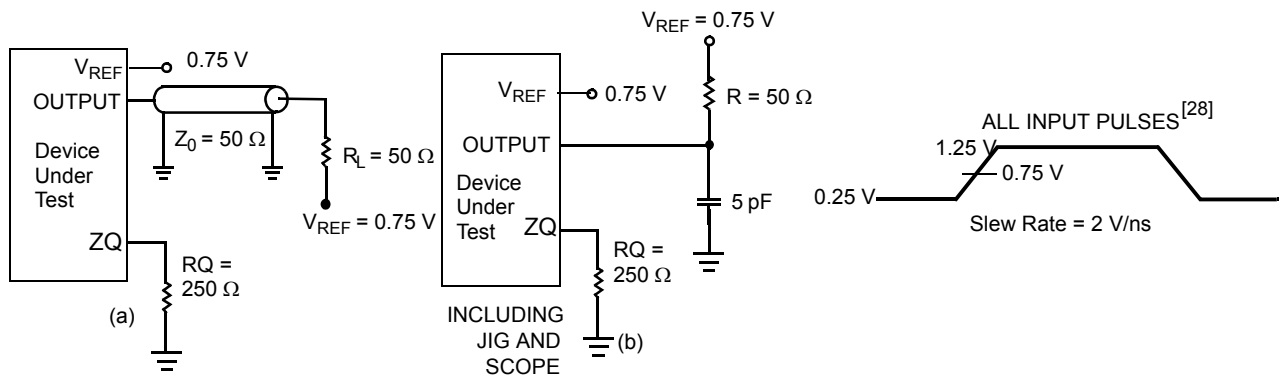 V_REF 0.75 V
OUTPUT
Z_0 = 50 Ω
Device
Under
Test
R_L = 50 Ω
V_REF = 0.75 V
ZQ
RQ =
250 Ω
(a)
V_REF = 0.75 V
R = 50 Ω
V_REF 0.75 V
OUTPUT
Device
Under
Test
5 pF
ZQ
RQ =
250 Ω
INCLUDING
JIG AND
SCOPE
(b)
ALL INPUT PULSES[28]
1.25 V
0.75 V
0.25 V
Slew Rate = 2 V/ns